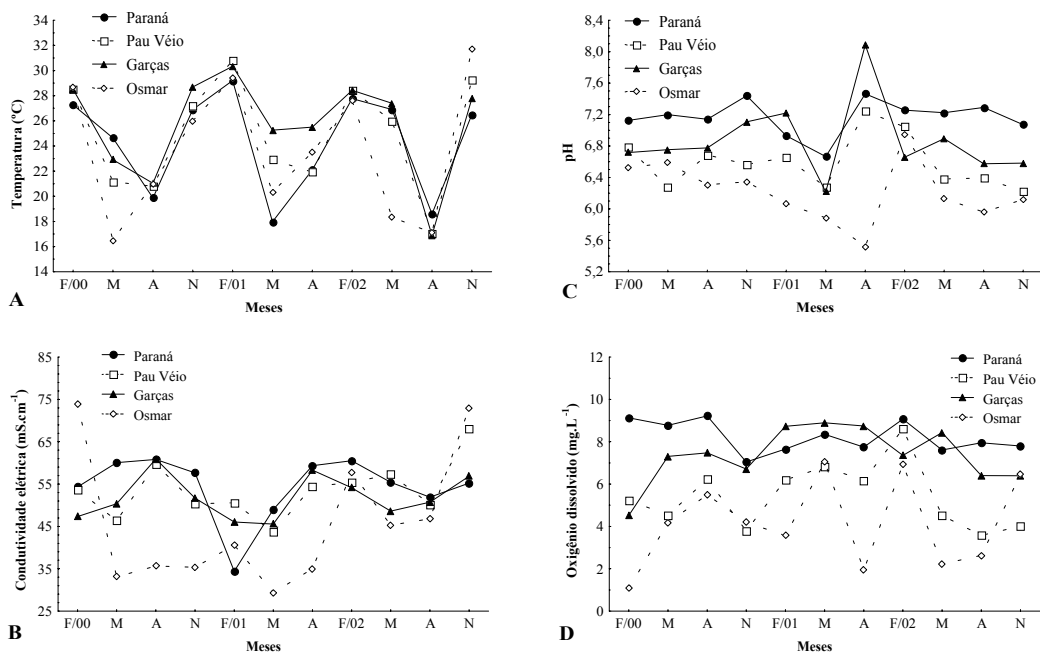 34
32
30
28
26
24
22
20
18
16
14
Temperatura (ºC)
Paraná
Pau Véio
Garças
Osmar
F/00 M A N F/01 M A F/02 M A N
Meses
A
8,4
8,0
7,6
7,2
6,8
6,4
6,0
5,6
5,2
pH
Paraná
Pau Véio
Garças
Osmar
F/00 M A N F/01 M A F/02 M A N
Meses
C
85
75
65
55
45
35
25
Condutividade elétrica (mS.cm⁻¹)
Paraná
Pau Véio
Garças
Osmar
F/00 M A N F/01 M A F/02 M A N
Meses
B
12
10
8
6
4
2
0
Oxigênio dissolvido (mg.L⁻¹)
Paraná
Pau Véio
Garças
Osmar
F/00 M A N F/01 M A F/02 M A N
Meses
D